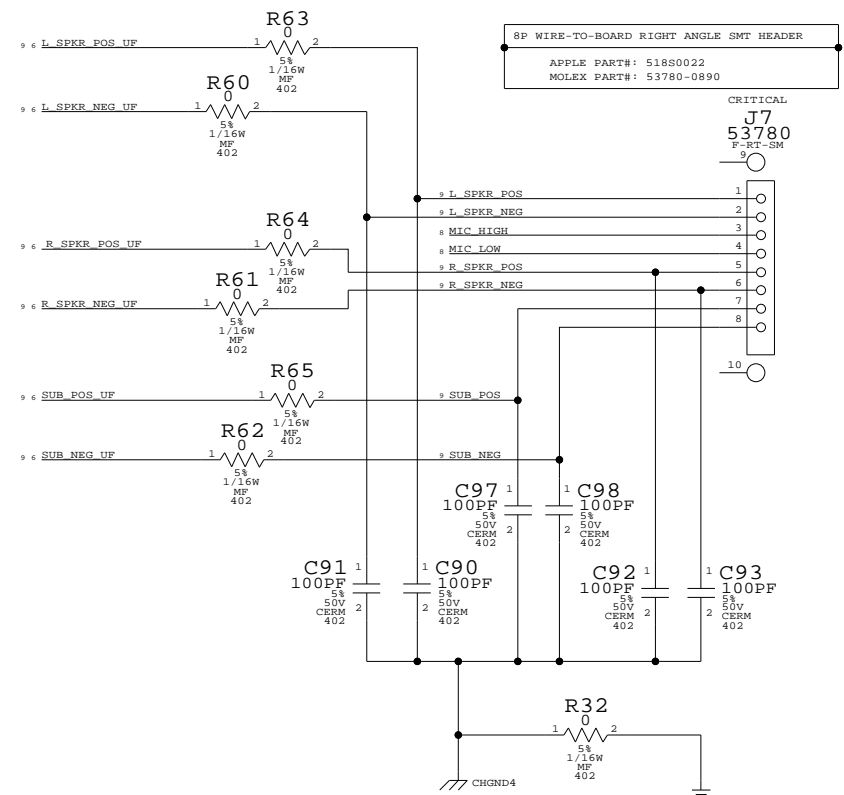 R63
0
1 2
9 6 L_SPKR_POS_UF
5%
1/16W
MF
402
8P WIRE-TO-BOARD RIGHT ANGLE SMT HEADER
APPLE PART#: 518S0022
MOLEX PART#: 53780-0890
R60
0
1 2
9 6 L_SPKR_NEG_UF
5%
1/16W
MF
402
CRITICAL
J7
53780
F-RT-SM
9
9 L_SPKR_POS 1
9 L_SPKR_NEG 2
8 MIC_HIGH 3
8 MIC_LOW 4
9 R_SPKR_POS 5
9 R_SPKR_NEG 6
7
8
10
R64
0
1 2
9 6 R_SPKR_POS_UF
5%
1/16W
MF
402
R61
0
1 2
9 6 R_SPKR_NEG_UF
5%
1/16W
MF
402
R65
0
1 2
9 6 SUB_POS_UF
9 SUB_POS
5%
1/16W
MF
402
R62
0
1 2
9 6 SUB_NEG_UF
9 SUB_NEG
5%
1/16W
MF
402
C97 1
100PF
5%
50V
CERM 2
402
1 C98
100PF
5%
50V
2 CERM
402
C91 1
100PF
5%
50V
CERM 2
402
1 C90
100PF
5%
50V
2 CERM
402
C92 1
100PF
5%
50V
CERM 2
402
1 C93
100PF
5%
50V
2 CERM
402
R32
0
1 2
5%
1/16W
MF
402
CHGND4